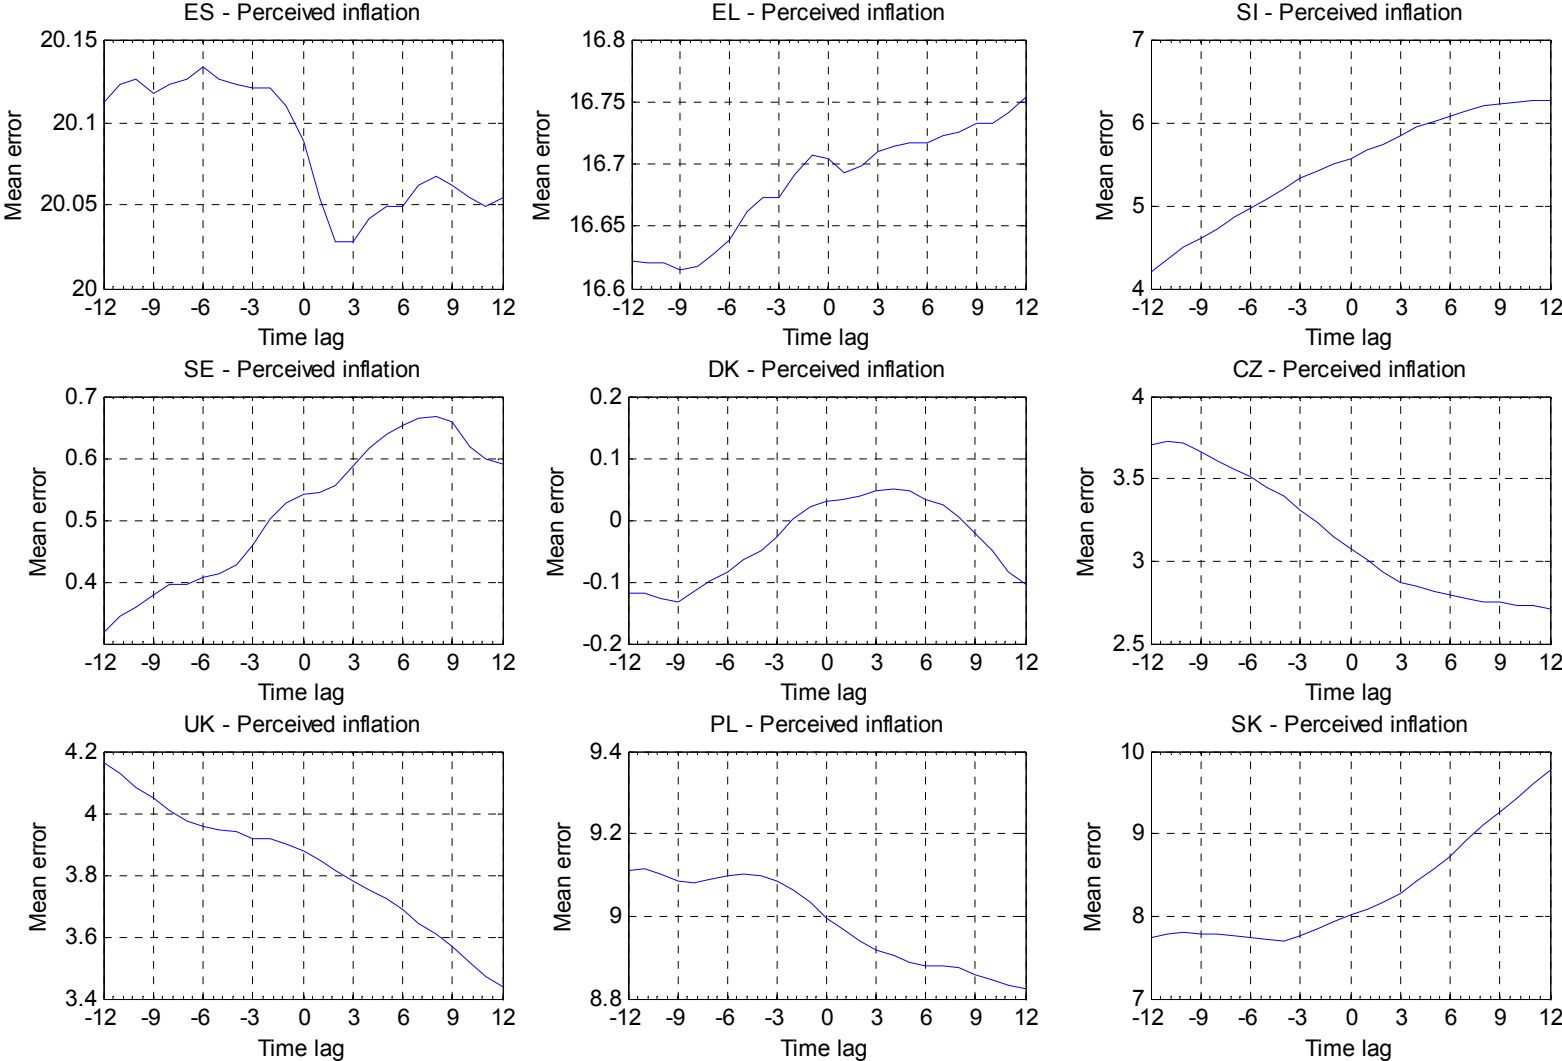 ES - Perceived inflation
EL - Perceived inflation
SI - Perceived inflation
20.15
20.1
20.05
20
Mean error
-12 -9 -6 -3 0 3 6 9 12
Time lag
16.8
16.75
16.7
16.65
16.6
Mean error
-12 -9 -6 -3 0 3 6 9 12
Time lag
7
6
5
4
Mean error
-12 -9 -6 -3 0 3 6 9 12
Time lag
SE - Perceived inflation
DK - Perceived inflation
CZ - Perceived inflation
0.7
0.6
0.5
0.4
Mean error
-12 -9 -6 -3 0 3 6 9 12
Time lag
0.2
0.1
0
-0.1
-0.2
Mean error
-12 -9 -6 -3 0 3 6 9 12
Time lag
4
3.5
3
2.5
Mean error
-12 -9 -6 -3 0 3 6 9 12
Time lag
UK - Perceived inflation
PL - Perceived inflation
SK - Perceived inflation
4.2
4
3.8
3.6
3.4
Mean error
-12 -9 -6 -3 0 3 6 9 12
Time lag
9.4
9.2
9
8.8
Mean error
-12 -9 -6 -3 0 3 6 9 12
Time lag
10
9
8
7
Mean error
-12 -9 -6 -3 0 3 6 9 12
Time lag